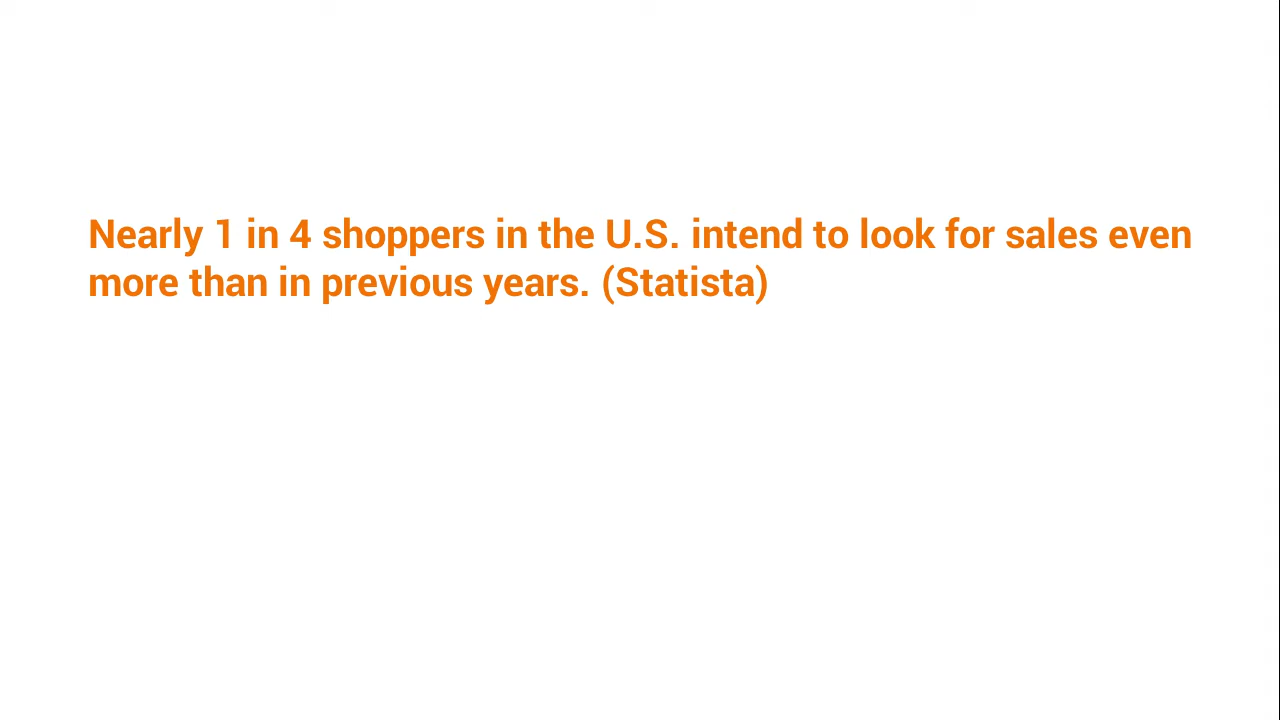 Nearly 1 in 4 shoppers in the U.S. intend to look for sales even
more than in previous years. (Statista)